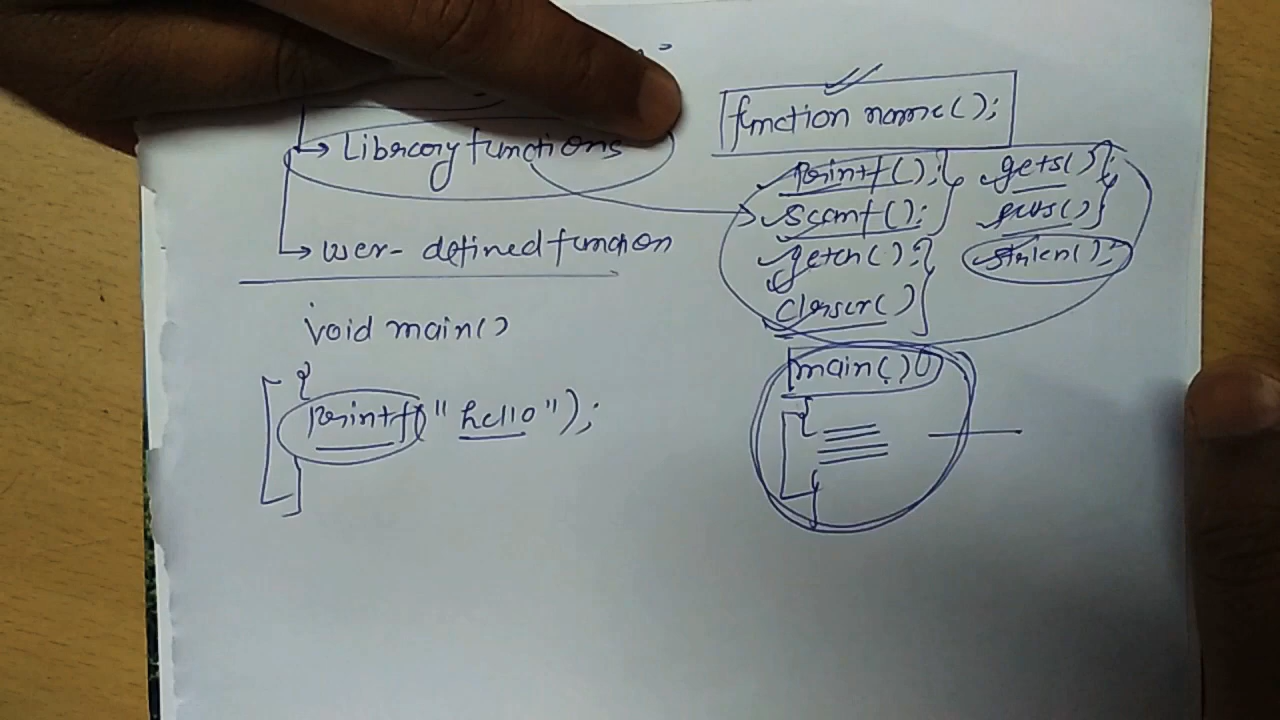 function name();
→ Library functions
printf();
gets();
scanf();
puts()
→ user-defined function
getch();
strlen();
clrscr()
void main()
main()
{
{
printf("hello");
}
}